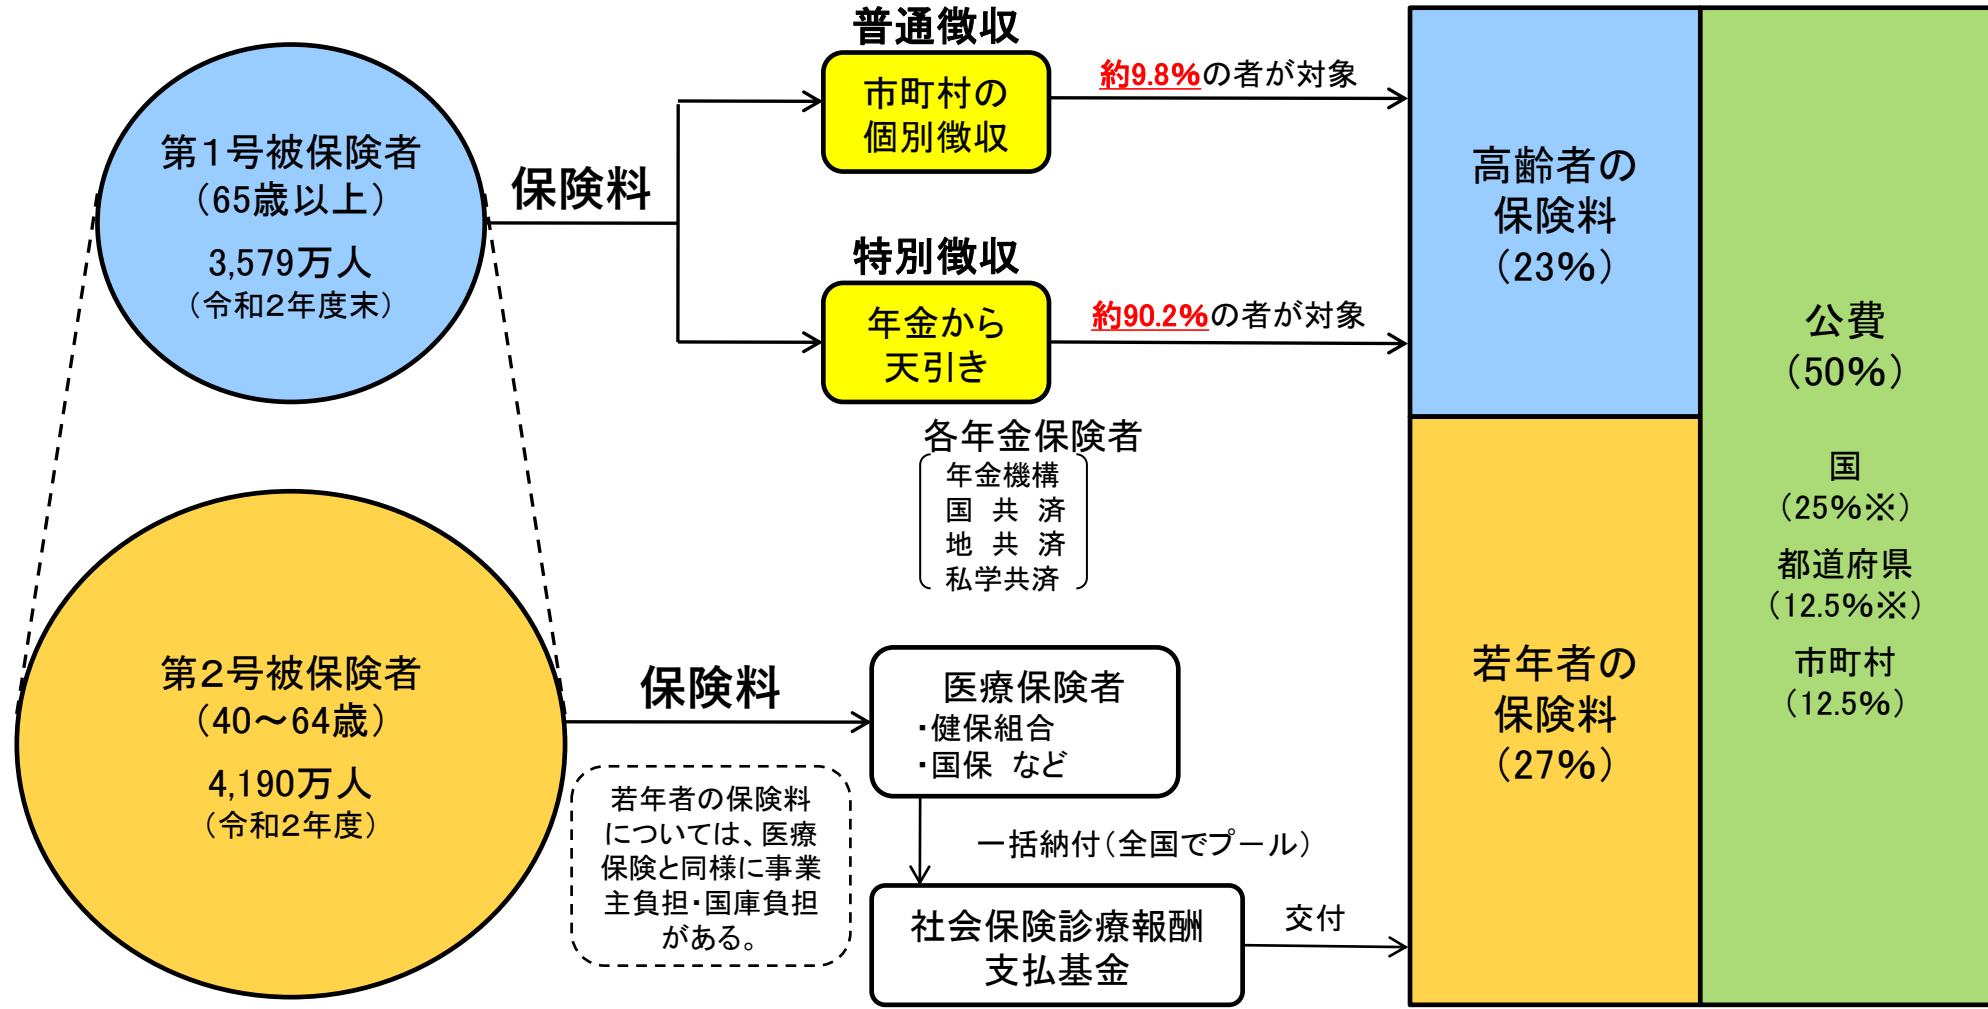 第1号被保険者
(65歳以上)
3,579万人
(令和2年度末)
保険料
普通徴収
市町村の
個別徴収
約9.8%の者が対象
特別徴収
年金から
天引き
約90.2%の者が対象
各年金保険者
年金機構
国 共 済
地 共 済
私学共済
第2号被保険者
(40～64歳)
4,190万人
(令和2年度)
保険料
若年者の保険料
については、医療
保険と同様に事業
主負担・国庫負担
がある。
医療保険者
・健保組合
・国保 など
一括納付(全国でプール)
社会保険診療報酬
支払基金
交付
高齢者の
保険料
(23%)
若年者の
保険料
(27%)
公費
(50%)
国
(25%※)
都道府県
(12.5%※)
市町村
(12.5%)